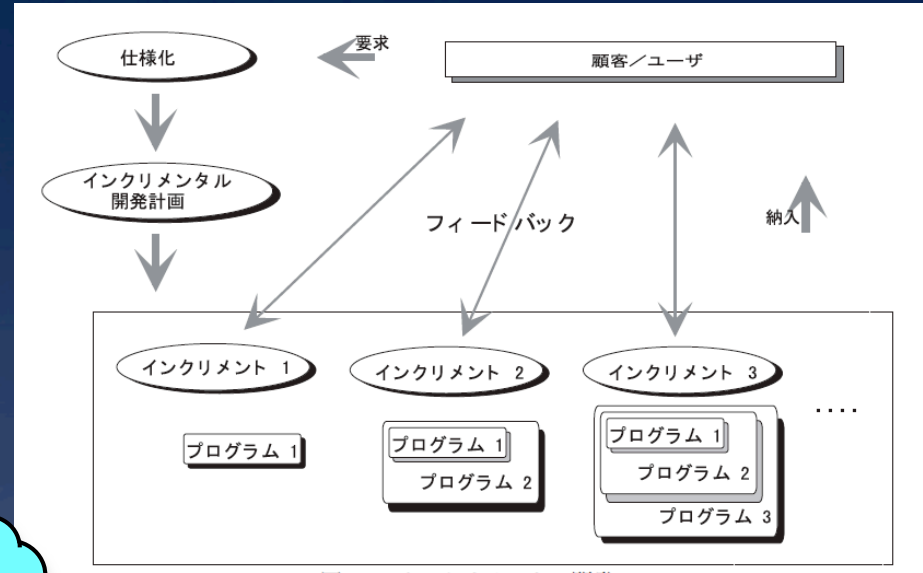 仕様化
要求
顧客／ユーザ
インクリメンタル
開発計画
フィードバック
納入
インクリメント 1
インクリメント 2
インクリメント 3
‥‥
プログラム 1
プログラム 1
プログラム 2
プログラム 1
プログラム 2
プログラム 3